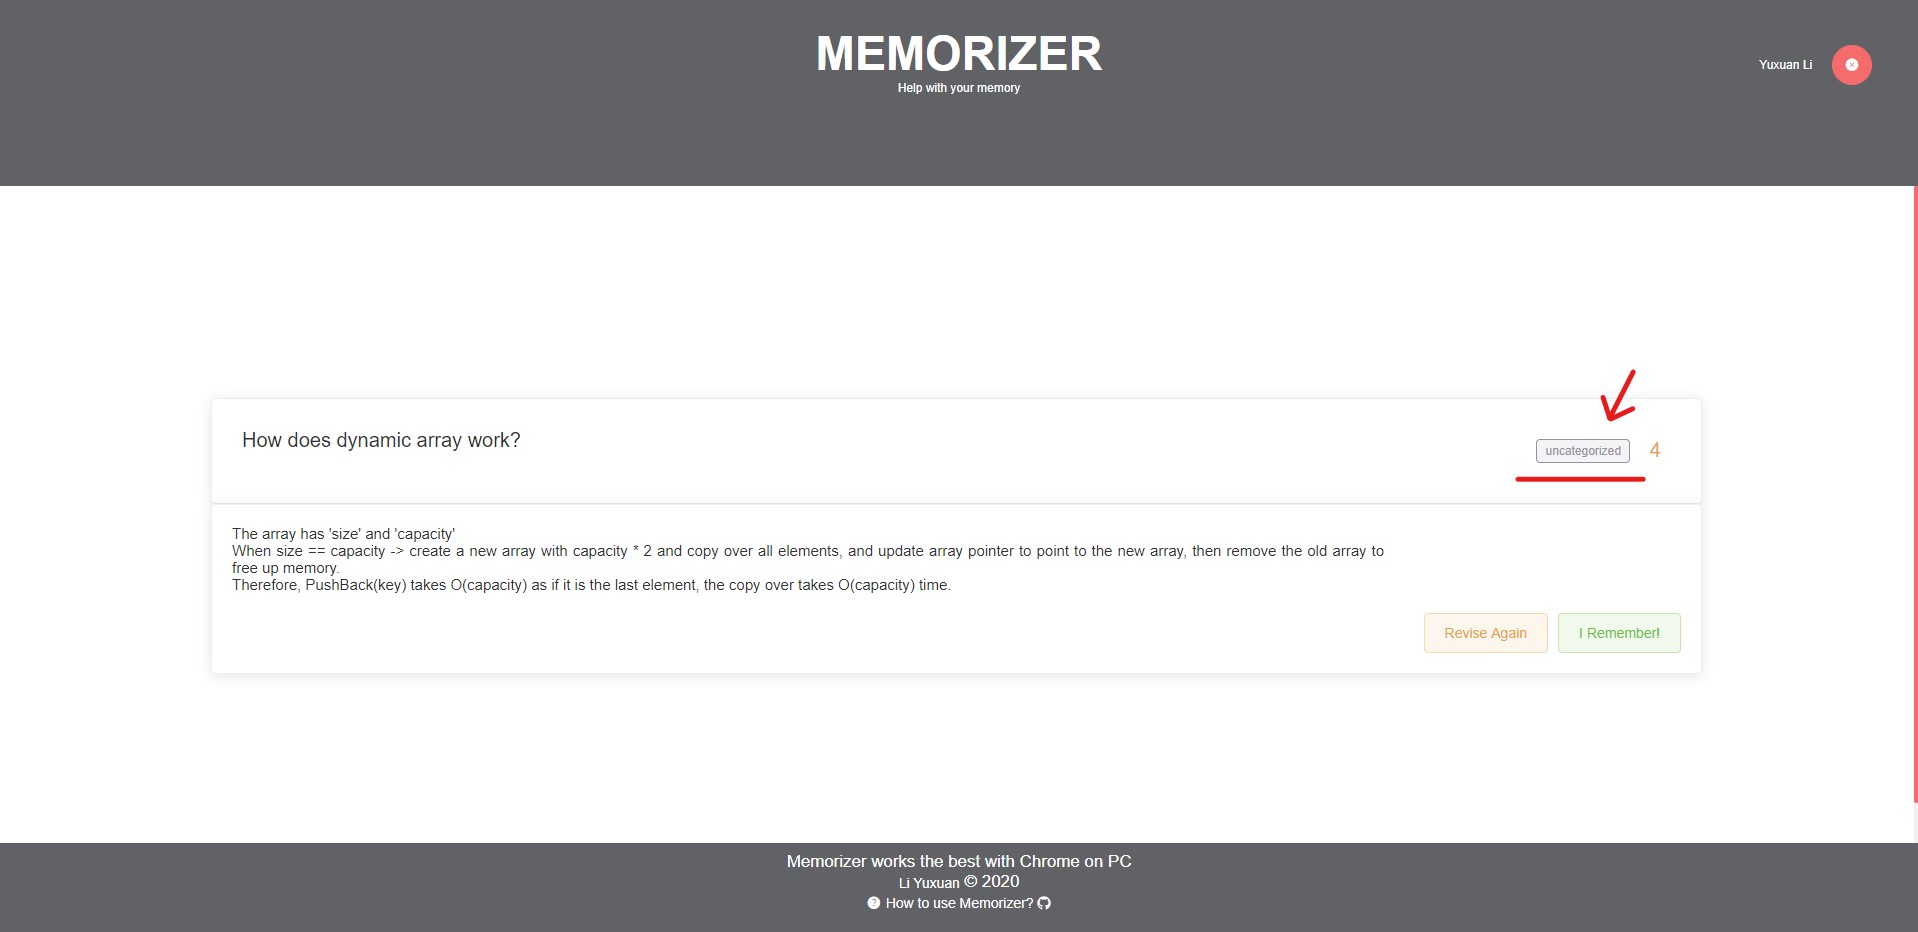 MEMORIZER
Help with your memory
Yuxuan Li
How does dynamic array work?
uncategorized 4
The array has 'size' and 'capacity'
When size == capacity -> create a new array with capacity * 2 and copy over all elements, and update array pointer to point to the new array, then remove the old array to
free up memory.
Therefore, PushBack(key) takes O(capacity) as if it is the last element, the copy over takes O(capacity) time.
Revise Again I Remember!
Memorizer works the best with Chrome on PC
Li Yuxuan © 2020
How to use Memorizer?